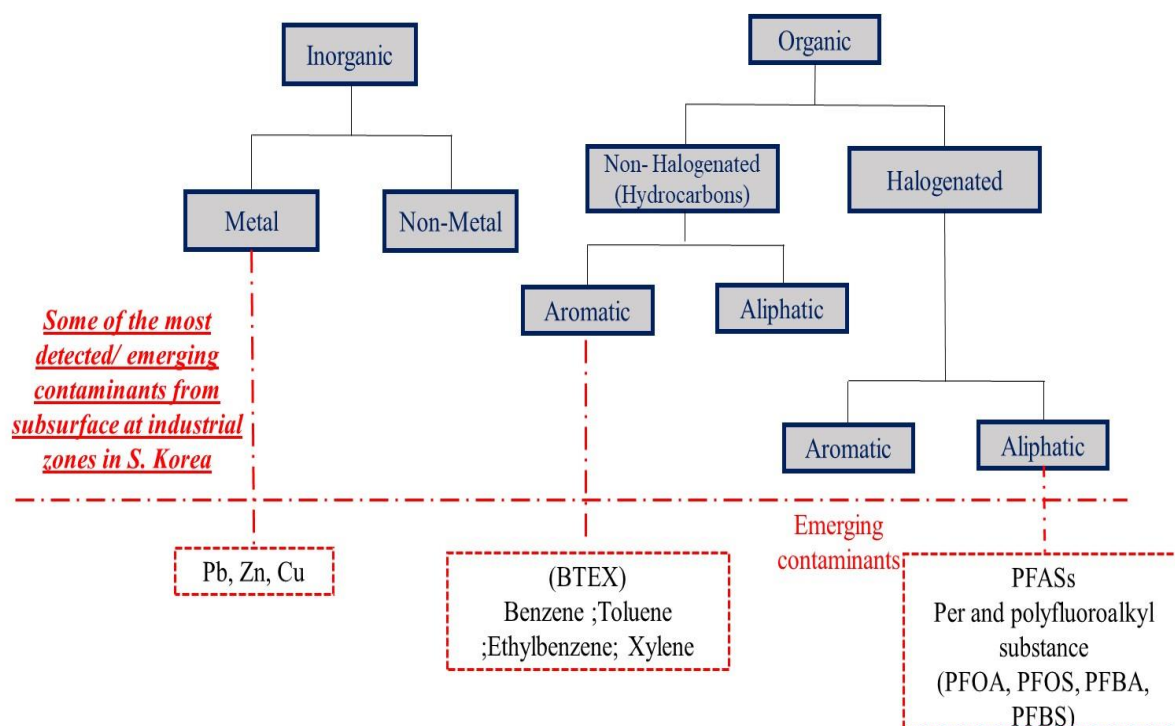 Organic
Inorganic
Non- Halogenated
(Hydrocarbons)
Halogenated
Metal
Non-Metal
Aromatic
Aliphatic
Some of the most
detected/ emerging
contaminants from
subsurface at industrial
zones in S. Korea
Aromatic
Aliphatic
Emerging
contaminants
Pb, Zn, Cu
(BTEX)
Benzene ;Toluene
;Ethylbenzene; Xylene
PFASs
Per and polyfluoroalkyl
substance
(PFOA, PFOS, PFBA,
PFBS)